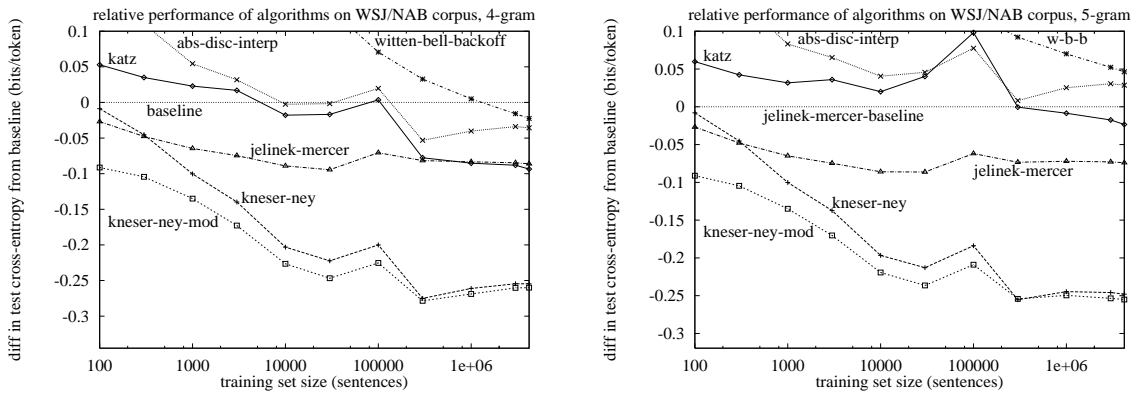 relative performance of algorithms on WSJ/NAB corpus, 4-gram
diff in test cross-entropy from baseline (bits/token)
0.1
0.05
0
-0.05
-0.1
-0.15
-0.2
-0.25
-0.3
abs-disc-interp
witten-bell-backoff
katz
baseline
jelinek-mercer
kneser-ney
kneser-ney-mod
100
1000
10000
100000
1e+06
training set size (sentences)
relative performance of algorithms on WSJ/NAB corpus, 5-gram
diff in test cross-entropy from baseline (bits/token)
0.1
0.05
0
-0.05
-0.1
-0.15
-0.2
-0.25
-0.3
abs-disc-interp
w-b-b
katz
jelinek-mercer-baseline
jelinek-mercer
kneser-ney
kneser-ney-mod
100
1000
10000
100000
1e+06
training set size (sentences)